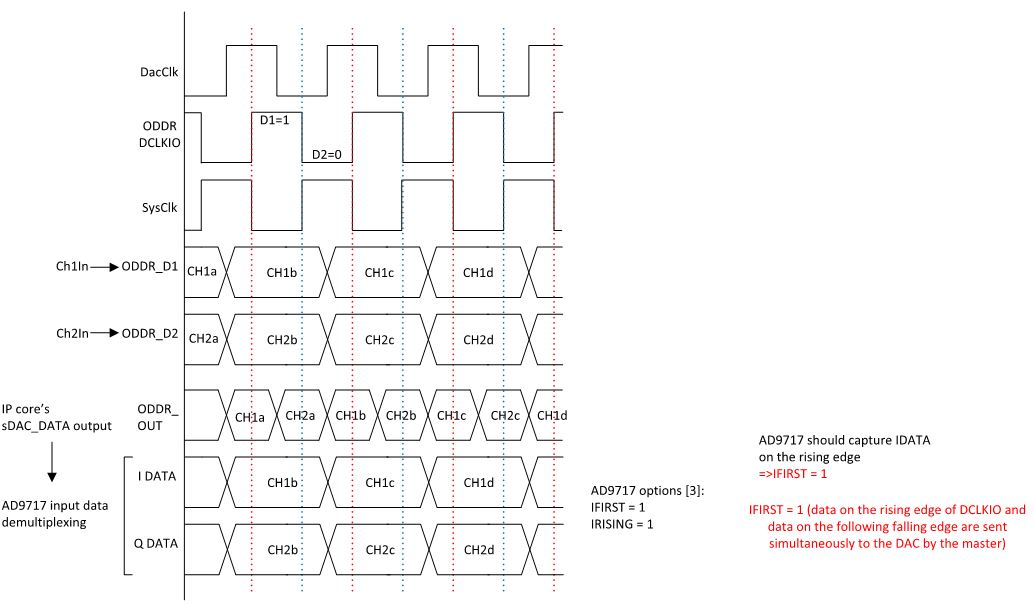 DacClk
ODDR
DCLKIO
D1=1
D2=0
SysClk
Ch1In
ODDR_D1
CH1a
CH1b
CH1c
CH1d
Ch2In
ODDR_D2
CH2a
CH2b
CH2c
CH2d
IP core's
sDAC_DATA output
ODDR_
OUT
CH1a
CH2a
CH1b
CH2b
CH1c
CH2c
CH1d
AD9717 input data
demultiplexing
I DATA
CH1b
CH1c
CH1d
Q DATA
CH2b
CH2c
CH2d
AD9717 options [3]:
IFIRST = 1
IRISING = 1
AD9717 should capture IDATA
on the rising edge
=>IFIRST = 1
IFIRST = 1 (data on the rising edge of DCLKIO and
data on the following falling edge are sent
simultaneously to the DAC by the master)